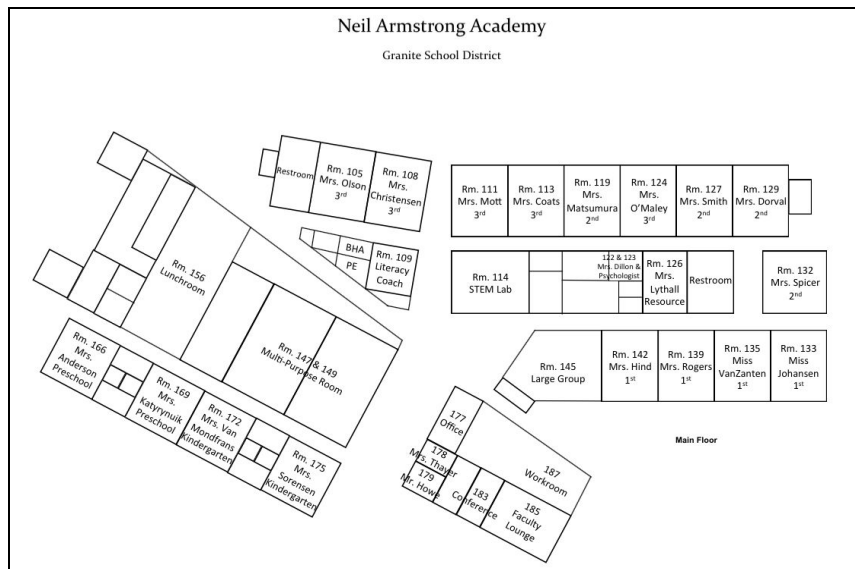 Neil Armstrong Academy
Granite School District
Restroom
Rm. 105
Mrs. Olson
3rd
Rm. 108
Mrs.
Christensen
3rd
Rm. 111
Mrs. Mott
3rd
Rm. 113
Mrs. Coats
3rd
Rm. 119
Mrs.
Matsumura
2nd
Rm. 124
Mrs.
O'Maley
3rd
Rm. 127
Mrs. Smith
2nd
Rm. 129
Mrs. Dorval
2nd
BHA
PE
Rm. 109
Literacy
Coach
Rm. 114
STEM Lab
122 & 123
Mrs. Dillon &
Psychologist
Rm. 126
Mrs.
Lythall
Resource
Restroom
Rm. 132
Mrs. Spicer
2nd
Rm. 156
Lunchroom
Rm. 147 & 149
Multi-Purpose Room
Rm. 145
Large Group
Rm. 142
Mrs. Hind
1st
Rm. 139
Mrs. Rogers
1st
Rm. 135
Miss
VanZanten
1st
Rm. 133
Miss
Johansen
1st
Rm. 166
Mrs.
Anderson
Preschool
Rm. 169
Mrs.
Katyrynuik
Preschool
Rm. 172
Mrs. Van
Mondfrans
Kindergarten
Rm. 175
Mrs.
Sorensen
Kindergarten
177
Office
178
Mrs. Thayer
179
Mr. Howe
183
Conference
185
Faculty
Lounge
187
Workroom
Main Floor